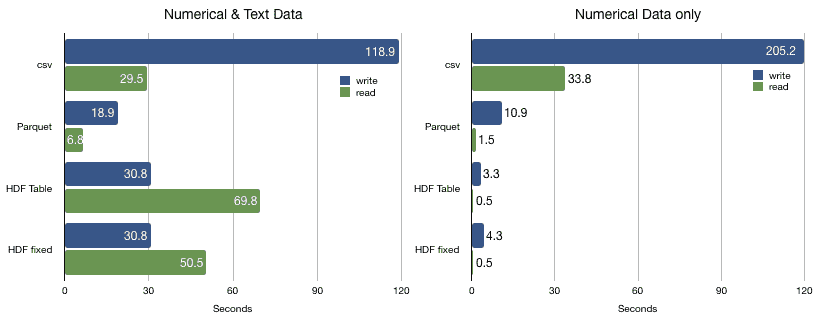 Numerical & Text Data
csv
118.9
29.5
write
read
Parquet
18.9
6.8
HDF Table
30.8
69.8
HDF fixed
30.8
50.5
0
30
60
90
120
Seconds
Numerical Data only
csv
205.2
33.8
write
read
Parquet
10.9
1.5
HDF Table
3.3
0.5
HDF fixed
4.3
0.5
0
30
60
90
120
Seconds